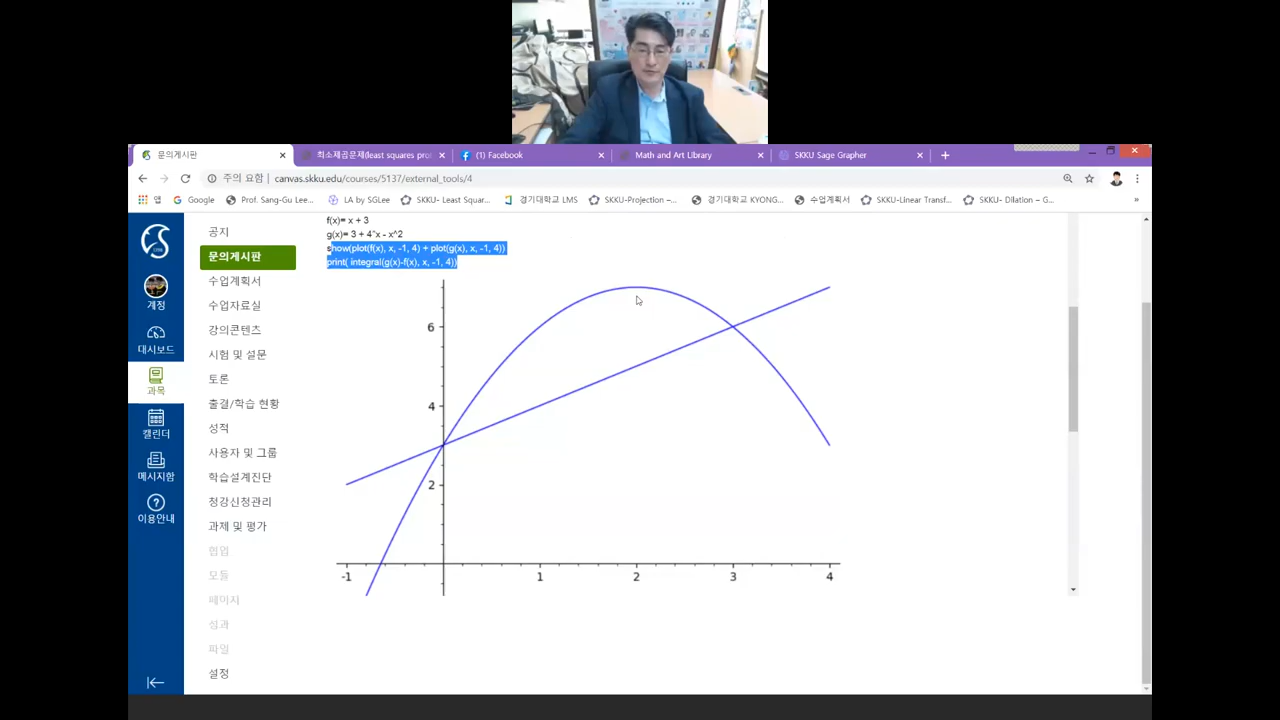 문의게시판
최소제곱문제(least squares pro
(1) Facebook
Math and Art Library
SKKU Sage Grapher
주의 요함 | canvas.skku.edu/courses/5137/external_tools/4
앱
Google
Prof. Sang-Gu Lee...
LA by SGLee
SKKU- Least Squar...
경기대학교 LMS
SKKU-Projection –...
경기대학교 KYONG...
수업계획서
SKKU-Linear Transf...
SKKU- Dilation – G...
»
계정
대시보드
과목
캘린더
메시지함
이용안내
공지
문의게시판
수업계획서
수업자료실
강의콘텐츠
시험 및 설문
토론
출결/학습 현황
성적
사용자 및 그룹
학습설계진단
청강신청관리
과제 및 평가
협업
모듈
페이지
성과
파일
설정
f(x)= x + 3
g(x)= 3 + 4*x - x^2
show(plot(f(x), x, -1, 4) + plot(g(x), x, -1, 4))
print( integral(g(x)-f(x), x, -1, 4))
6
4
2
-1 1 2 3 4